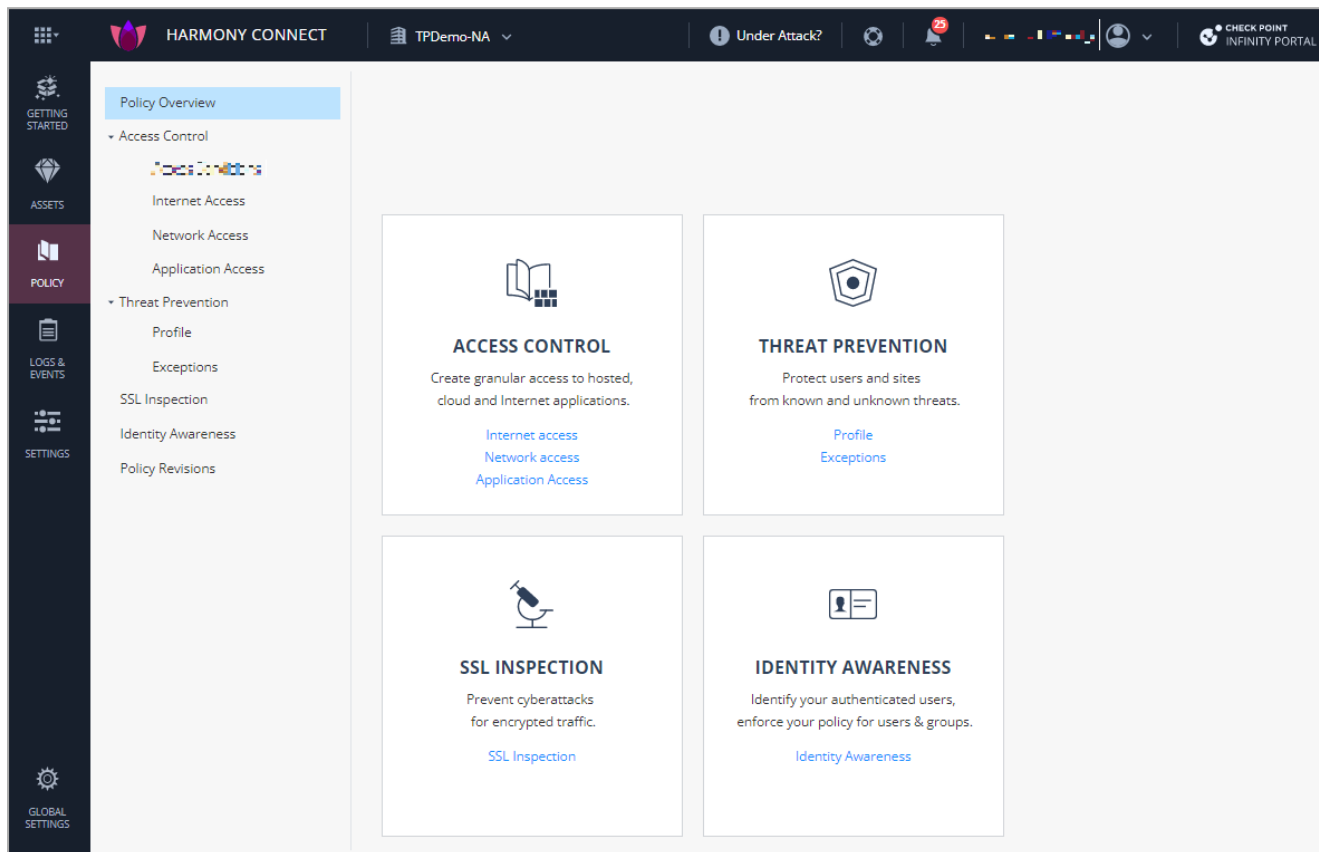 HARMONY CONNECT
TPDemo-NA
Under Attack?
25
CHECK POINT
INFINITY PORTAL
GETTING
STARTED
ASSETS
POLICY
LOGS &
EVENTS
SETTINGS
GLOBAL
SETTINGS
Policy Overview
Access Control
Internet Access
Network Access
Application Access
Threat Prevention
Profile
Exceptions
SSL Inspection
Identity Awareness
Policy Revisions
ACCESS CONTROL
Create granular access to hosted,
cloud and Internet applications.
Internet access
Network access
Application Access
THREAT PREVENTION
Protect users and sites
from known and unknown threats.
Profile
Exceptions
SSL INSPECTION
Prevent cyberattacks
for encrypted traffic.
SSL Inspection
IDENTITY AWARENESS
Identify your authenticated users,
enforce your policy for users & groups.
Identity Awareness